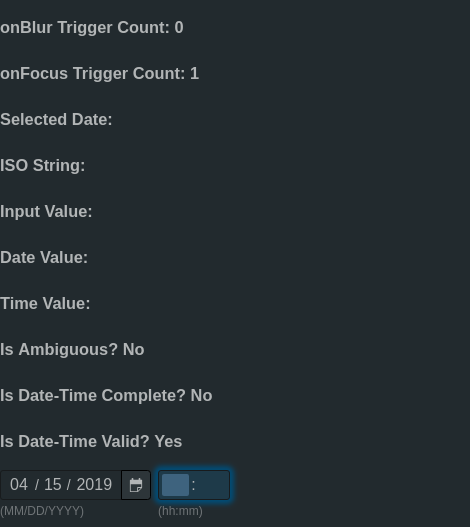 onBlur Trigger Count: 0
onFocus Trigger Count: 1
Selected Date:
ISO String:
Input Value:
Date Value:
Time Value:
Is Ambiguous? No
Is Date-Time Complete? No
Is Date-Time Valid? Yes
04 / 15 / 2019 :
(MM/DD/YYYY) (hh:mm)